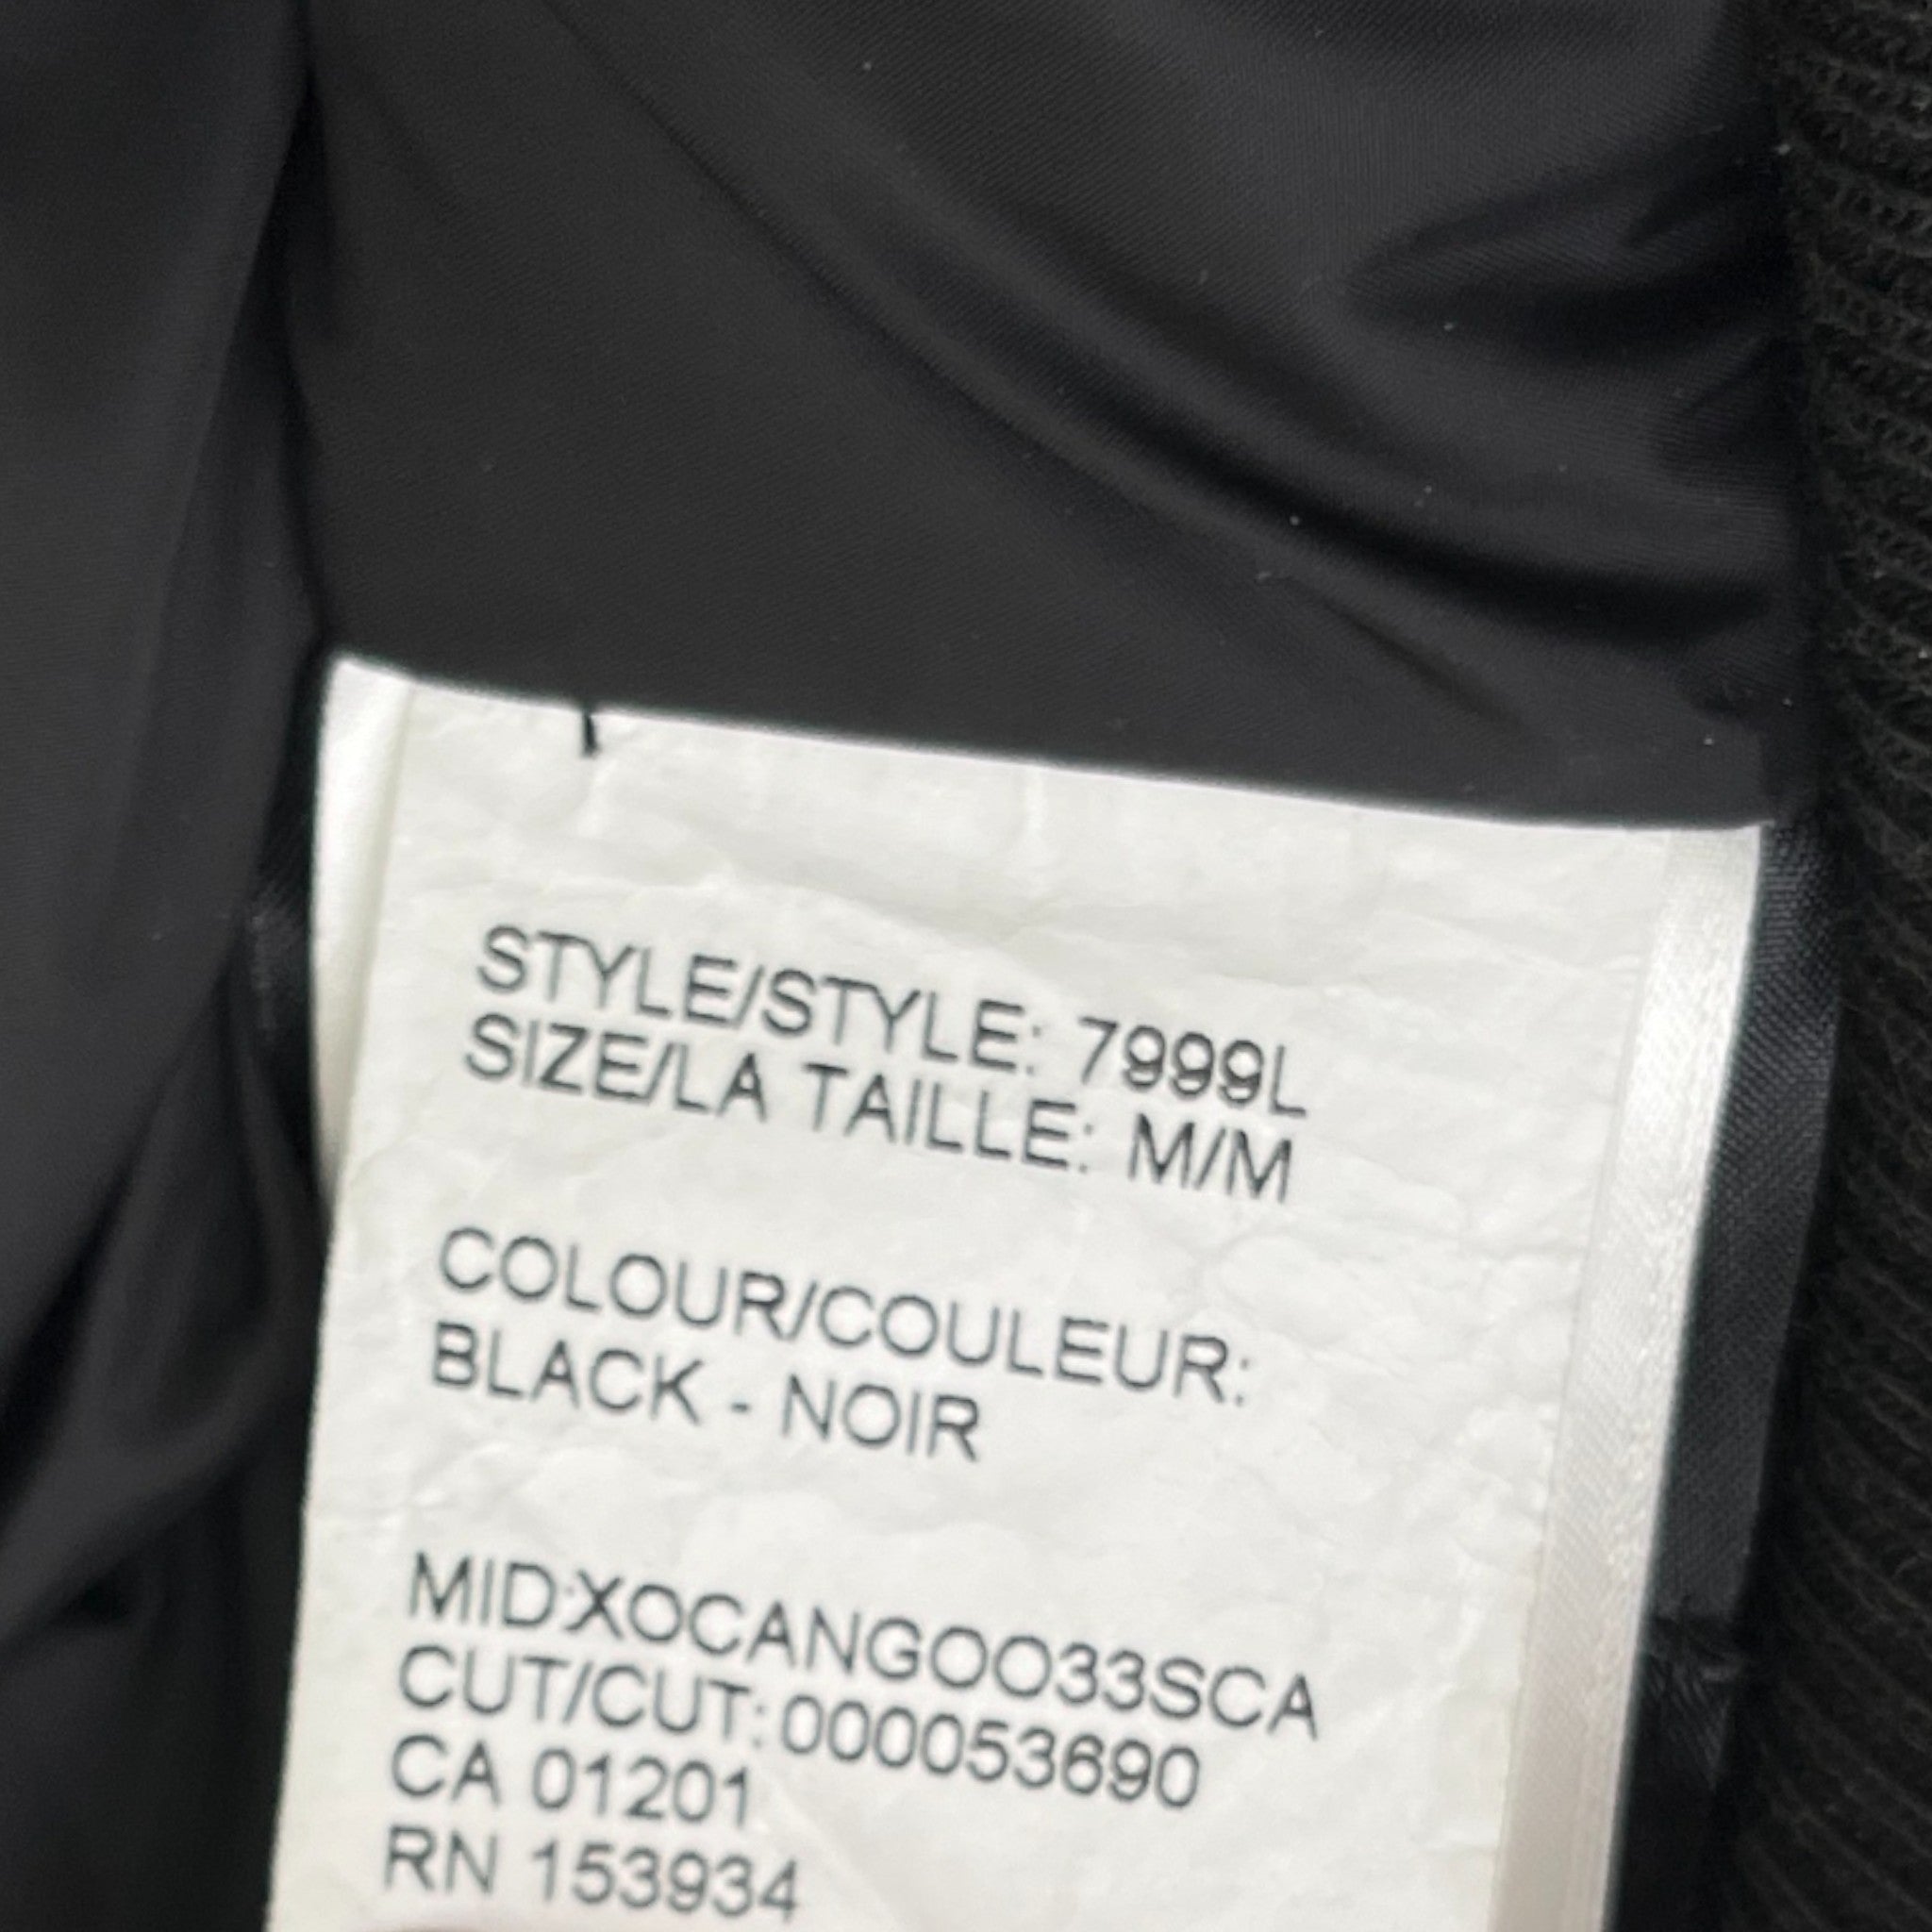 STYLE/STYLE: 7999L
SIZE/LA TAILLE: M/M
COLOUR/COULEUR:
BLACK - NOIR
MID:XOCANGOO33SCA
CUT/CUT:000053690
CA 01201
RN 153934